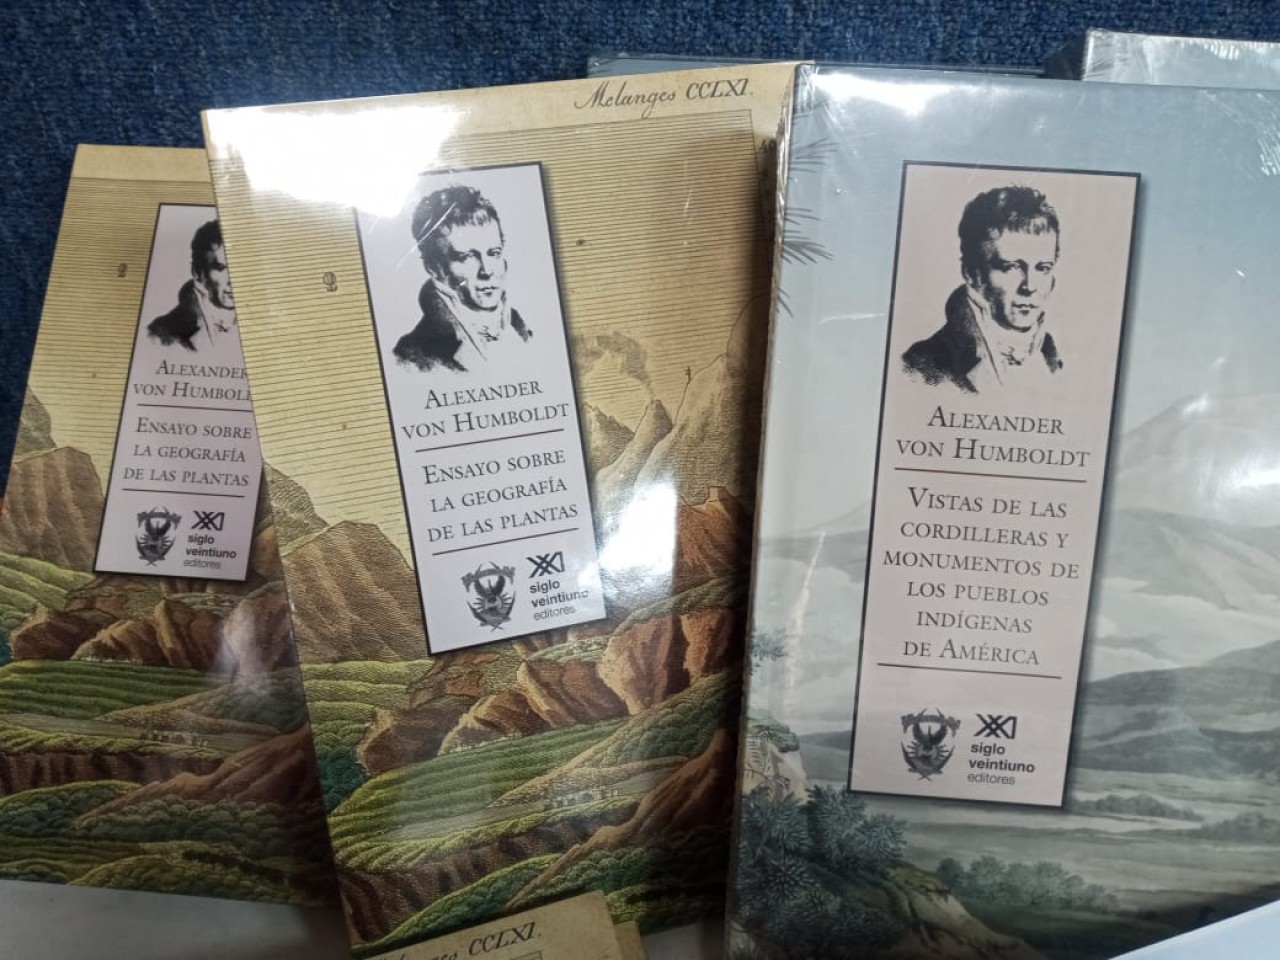 Melanges CCLXI.
ALEXANDER
VON HUMBOLDT
ENSAYO SOBRE
LA GEOGRAFÍA
DE LAS PLANTAS
siglo
veintiuno
editores
ALEXANDER
VON HUMBOLDT
ENSAYO SOBRE
LA GEOGRAFÍA
DE LAS PLANTAS
siglo
veintiuno
editores
ALEXANDER
VON HUMBOLDT
VISTAS DE LAS
CORDILLERAS Y
MONUMENTOS DE
LOS PUEBLOS
INDÍGENAS
DE AMÉRICA
siglo
veintiuno
editores
CCLXI.